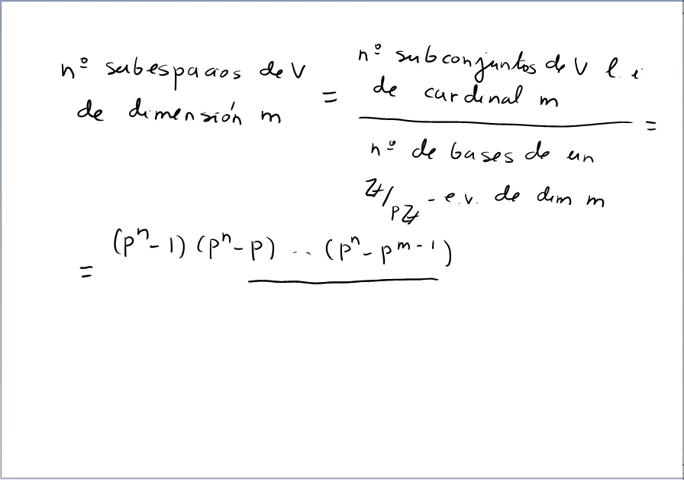 nº subespacios de V
de dimensión m
=
nº subconjuntos de V l.i
de cardinal m
=
nº de bases de un
ℤ/pℤ - e.v. de dim m
= (pⁿ - 1) (pⁿ - p) ... (pⁿ - pᵐ⁻¹)